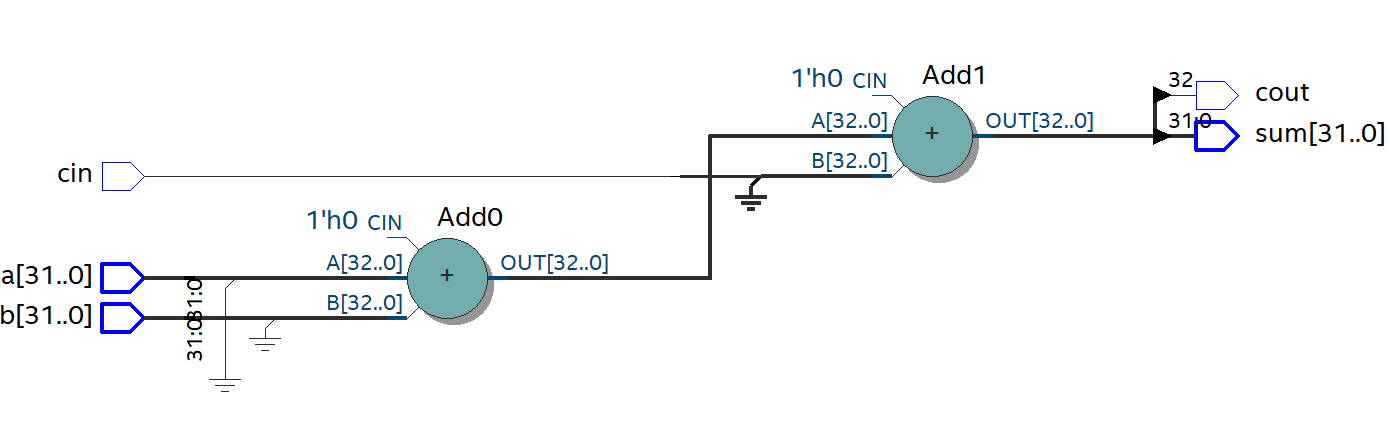 1'h0 CIN Add1
32 cout
A[32..0] OUT[32..0] 31:0 sum[31..0]
B[32..0]
cin
1'h0 CIN Add0
a[31..0] A[32..0] OUT[32..0]
31:0
b[31..0] B[32..0]
31:0